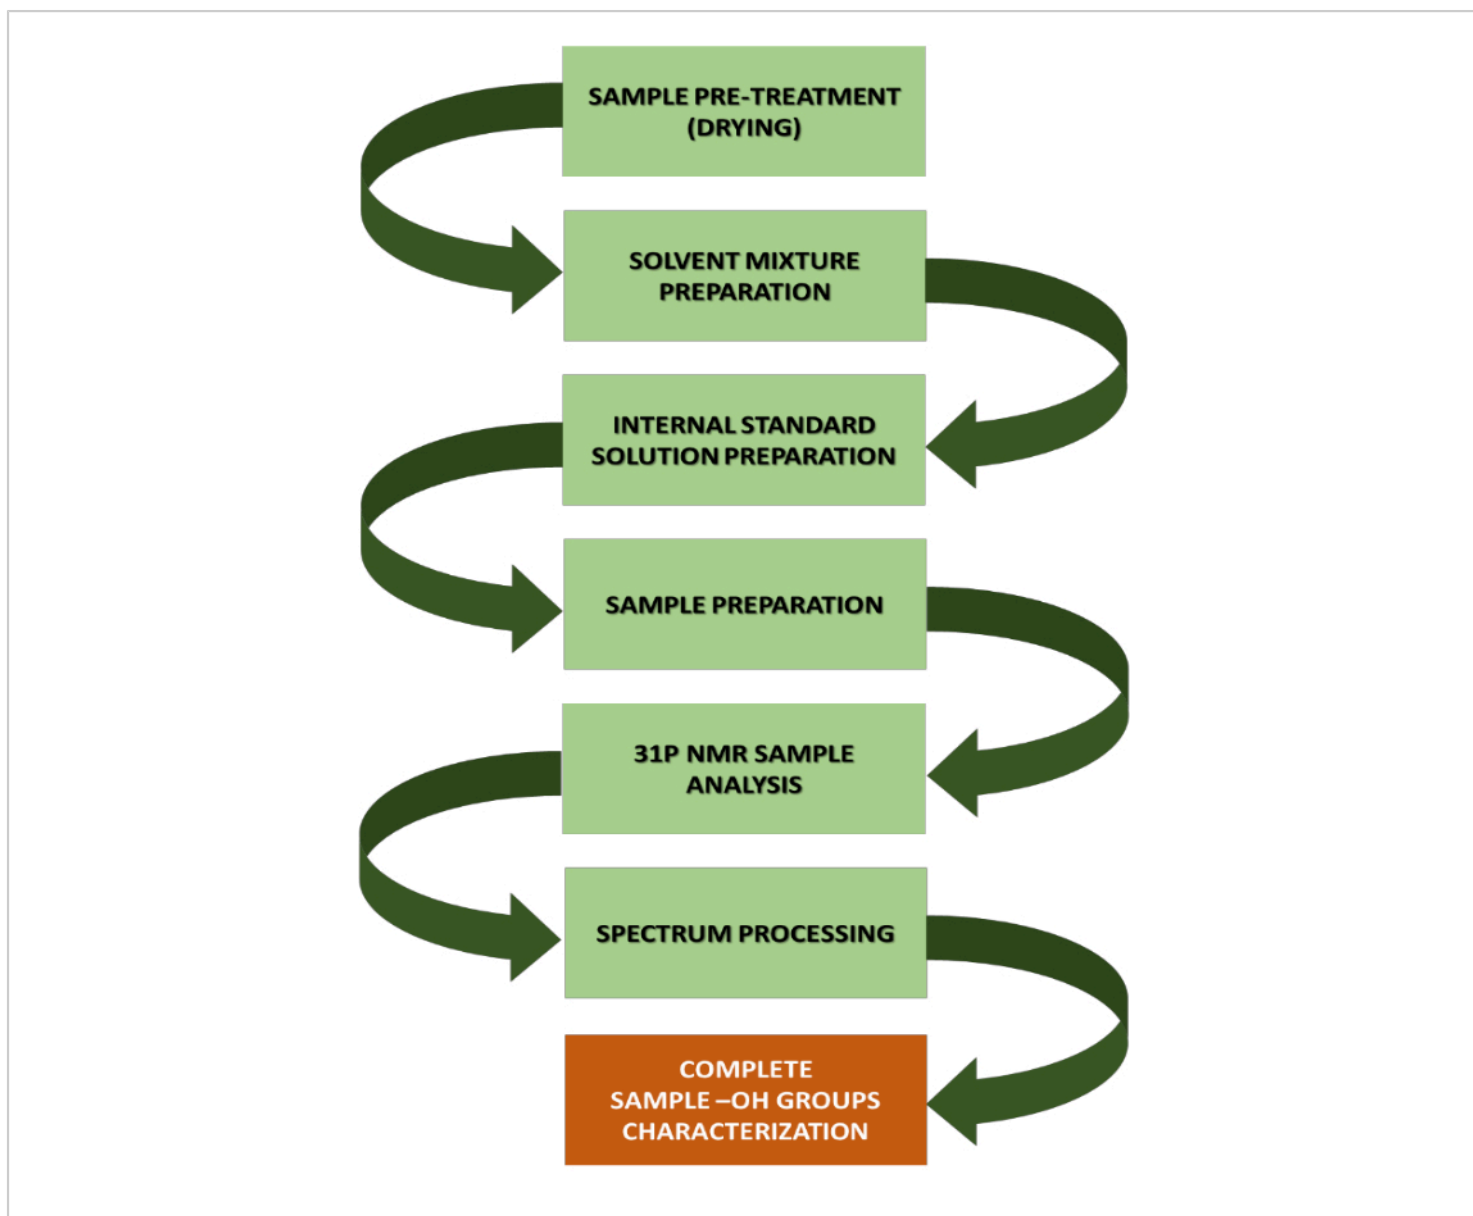 SAMPLE PRE-TREATMENT
(DRYING)
SOLVENT MIXTURE
PREPARATION
INTERNAL STANDARD
SOLUTION PREPARATION
SAMPLE PREPARATION
31P NMR SAMPLE
ANALYSIS
SPECTRUM PROCESSING
COMPLETE
SAMPLE –OH GROUPS
CHARACTERIZATION